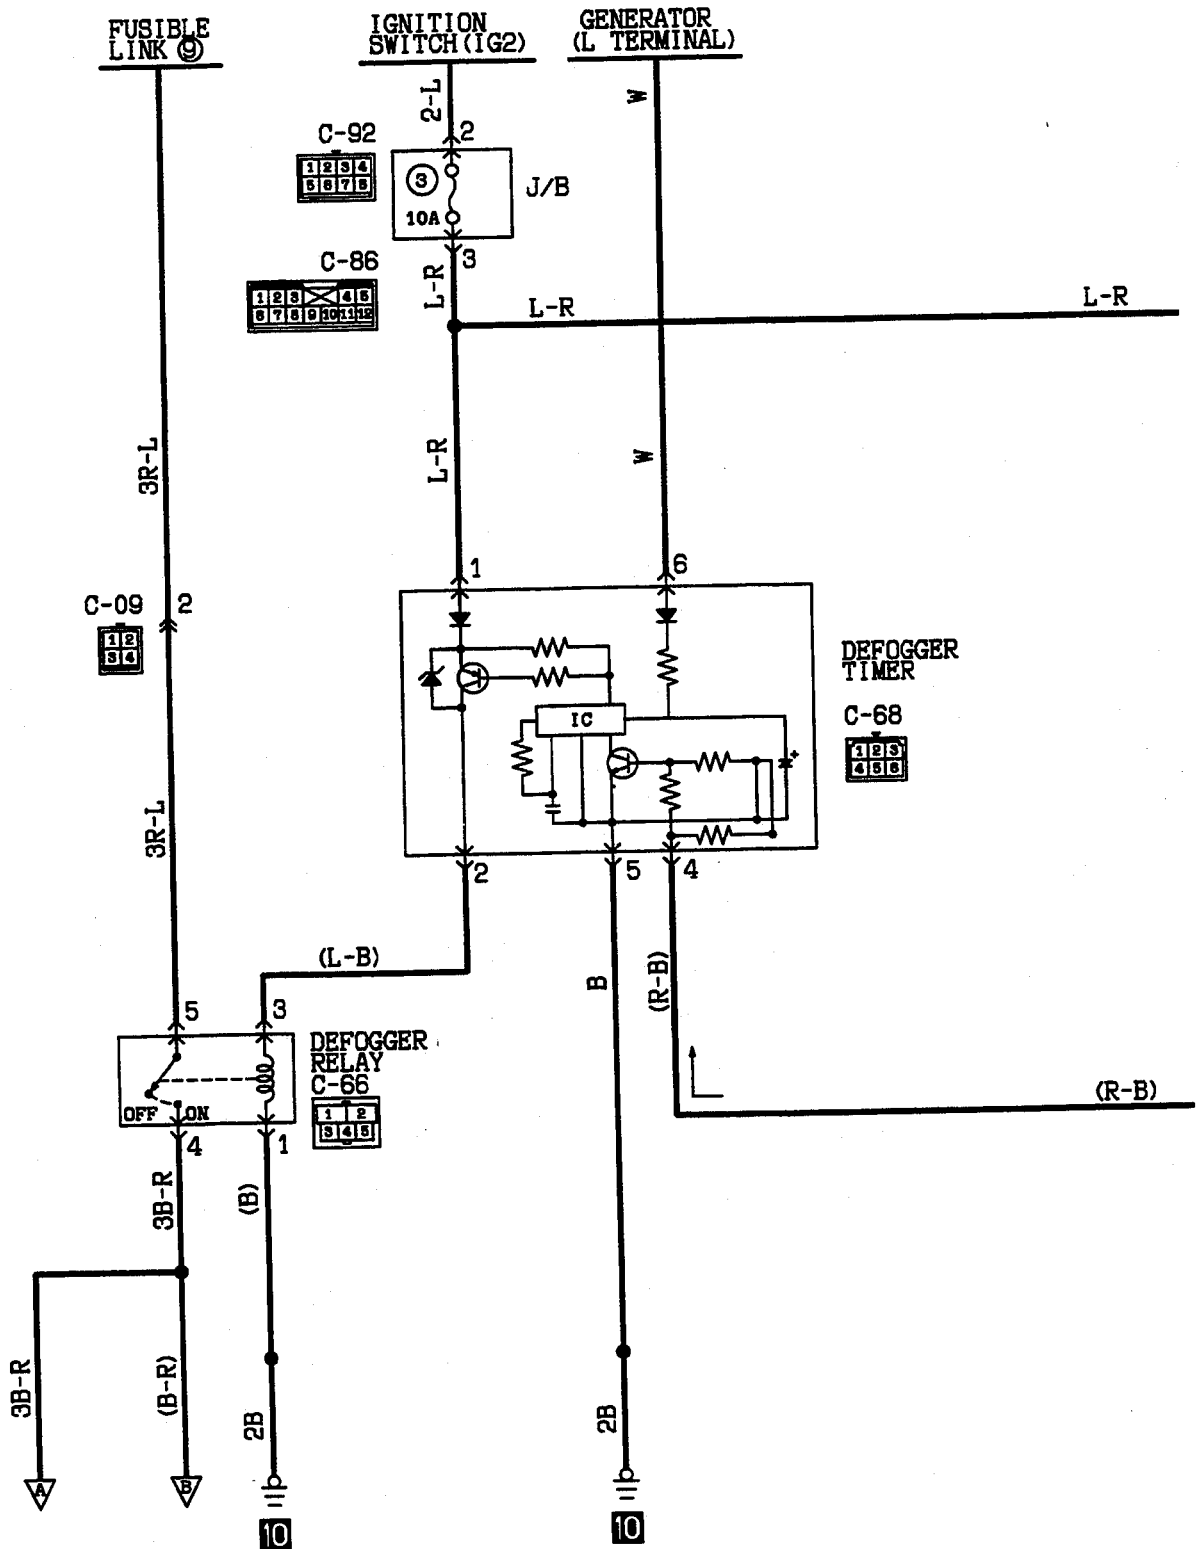 FUSIBLE
LINK ⑨
IGNITION
SWITCH(IG2)
GENERATOR
(L TERMINAL)
2-L
W
C-92
2
1 2 3 4
5 6 7 8
③
10A
J/B
C-86
3
1 2 3 4 5
6 7 8 9 10 11 12
L-R
L-R
L-R
3R-L
L-R
W
1
6
C-09
2
1 2
3 4
DEFOGGER
TIMER
IC
C-68
+
1 2 3
4 5 6
3R-L
2
5
4
(L-B)
B
(R-B)
5
3
DEFOGGER
RELAY
C-66
OFF
ON
1 2
3 4 5
(R-B)
4
1
3B-R
(B)
3B-R
(B-R)
2B
2B
A
B
10
10